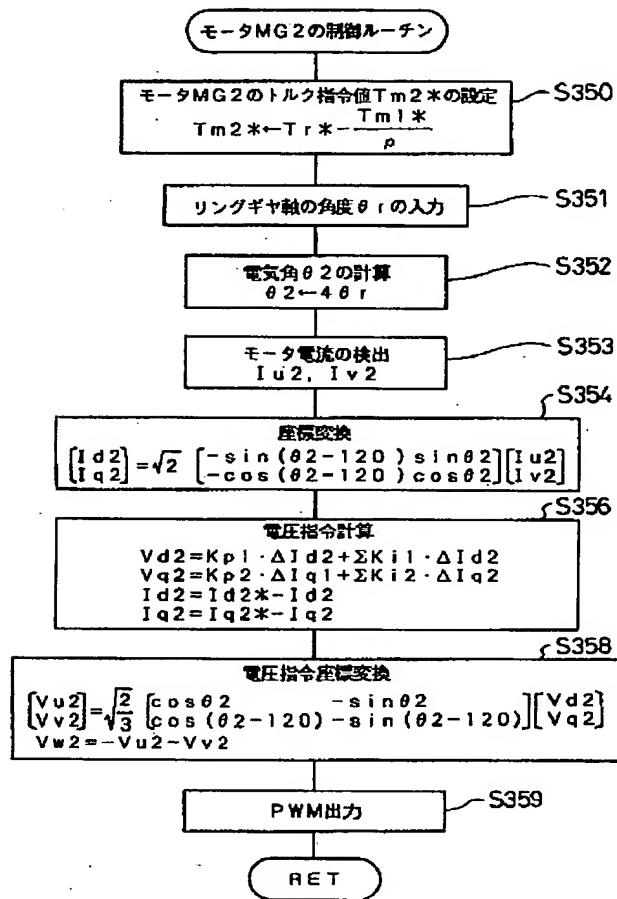 モータMG2の制御ルーチン
モータMG2のトルク指令値Tm2*の設定
Tm2*←Tr*-Tm1*/ρ
S350
リングギヤ軸の角度θrの入力
S351
電気角θ2の計算
θ2←4θr
S352
モータ電流の検出
Iu2, Iv2
S353
S354
座標変換
[Id2] =√2 [-sin(θ2-120) sinθ2] [Iu2]
[Iq2] [-cos(θ2-120) cosθ2] [Iv2]
S356
電圧指令計算
Vd2=Kp1・ΔId2+ΣKi1・ΔId2
Vq2=Kp2・ΔIq1+ΣKi2・ΔIq2
Id2=Id2*-Id2
Iq2=Iq2*-Iq2
S358
電圧指令座標変換
[Vu2] =√2/3 [cosθ2 -sinθ2] [Vd2]
[Vv2] [cos(θ2-120) -sin(θ2-120)] [Vq2]
Vw2=-Vu2-Vv2
PWM出力
S359
RET